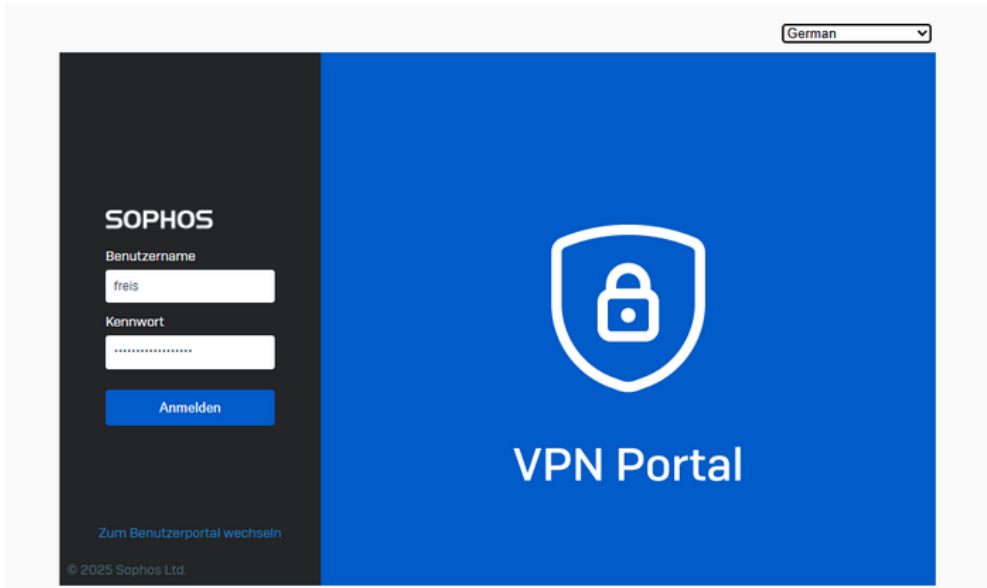 German
SOPHOS
Benutzername
freis
Kennwort
••••••••••••••••••
Anmelden
VPN Portal
Zum Benutzerportal wechseln
© 2025 Sophos Ltd.